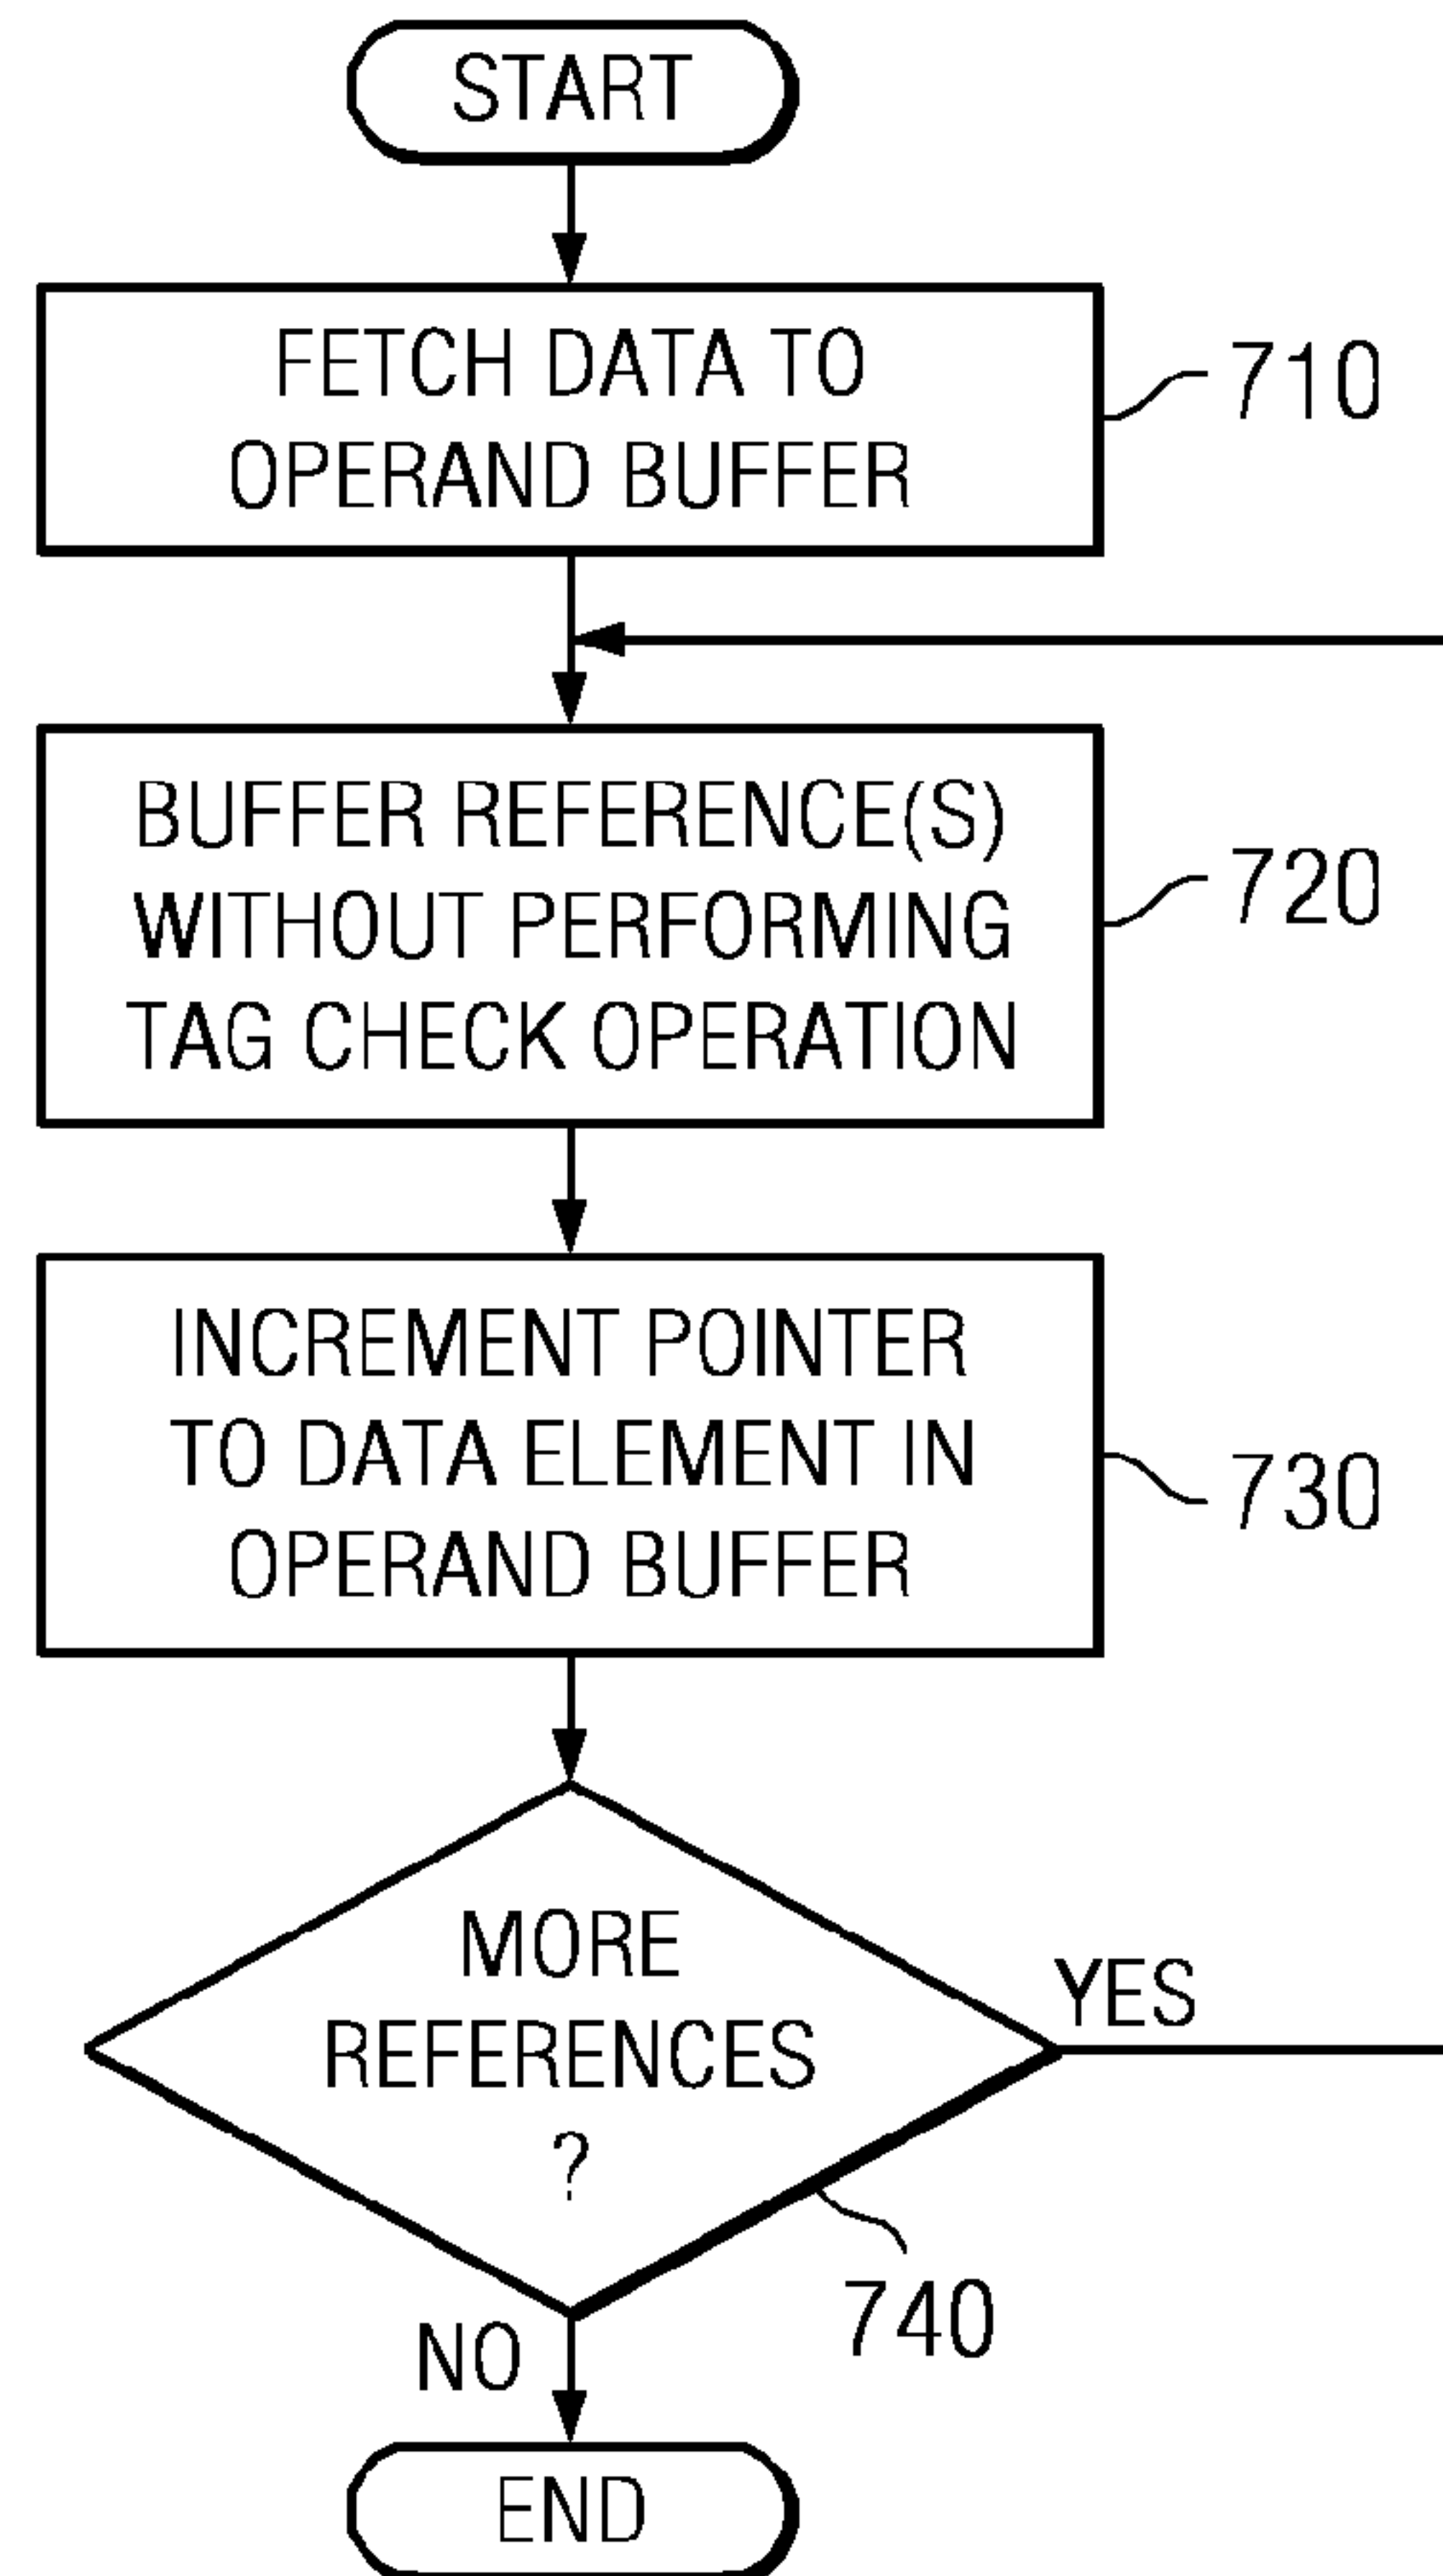 START
FETCH DATA TO
OPERAND BUFFER
710
BUFFER REFERENCE(S)
WITHOUT PERFORMING
TAG CHECK OPERATION
720
INCREMENT POINTER
TO DATA ELEMENT IN
OPERAND BUFFER
730
MORE
REFERENCES
?
YES
740
NO
END